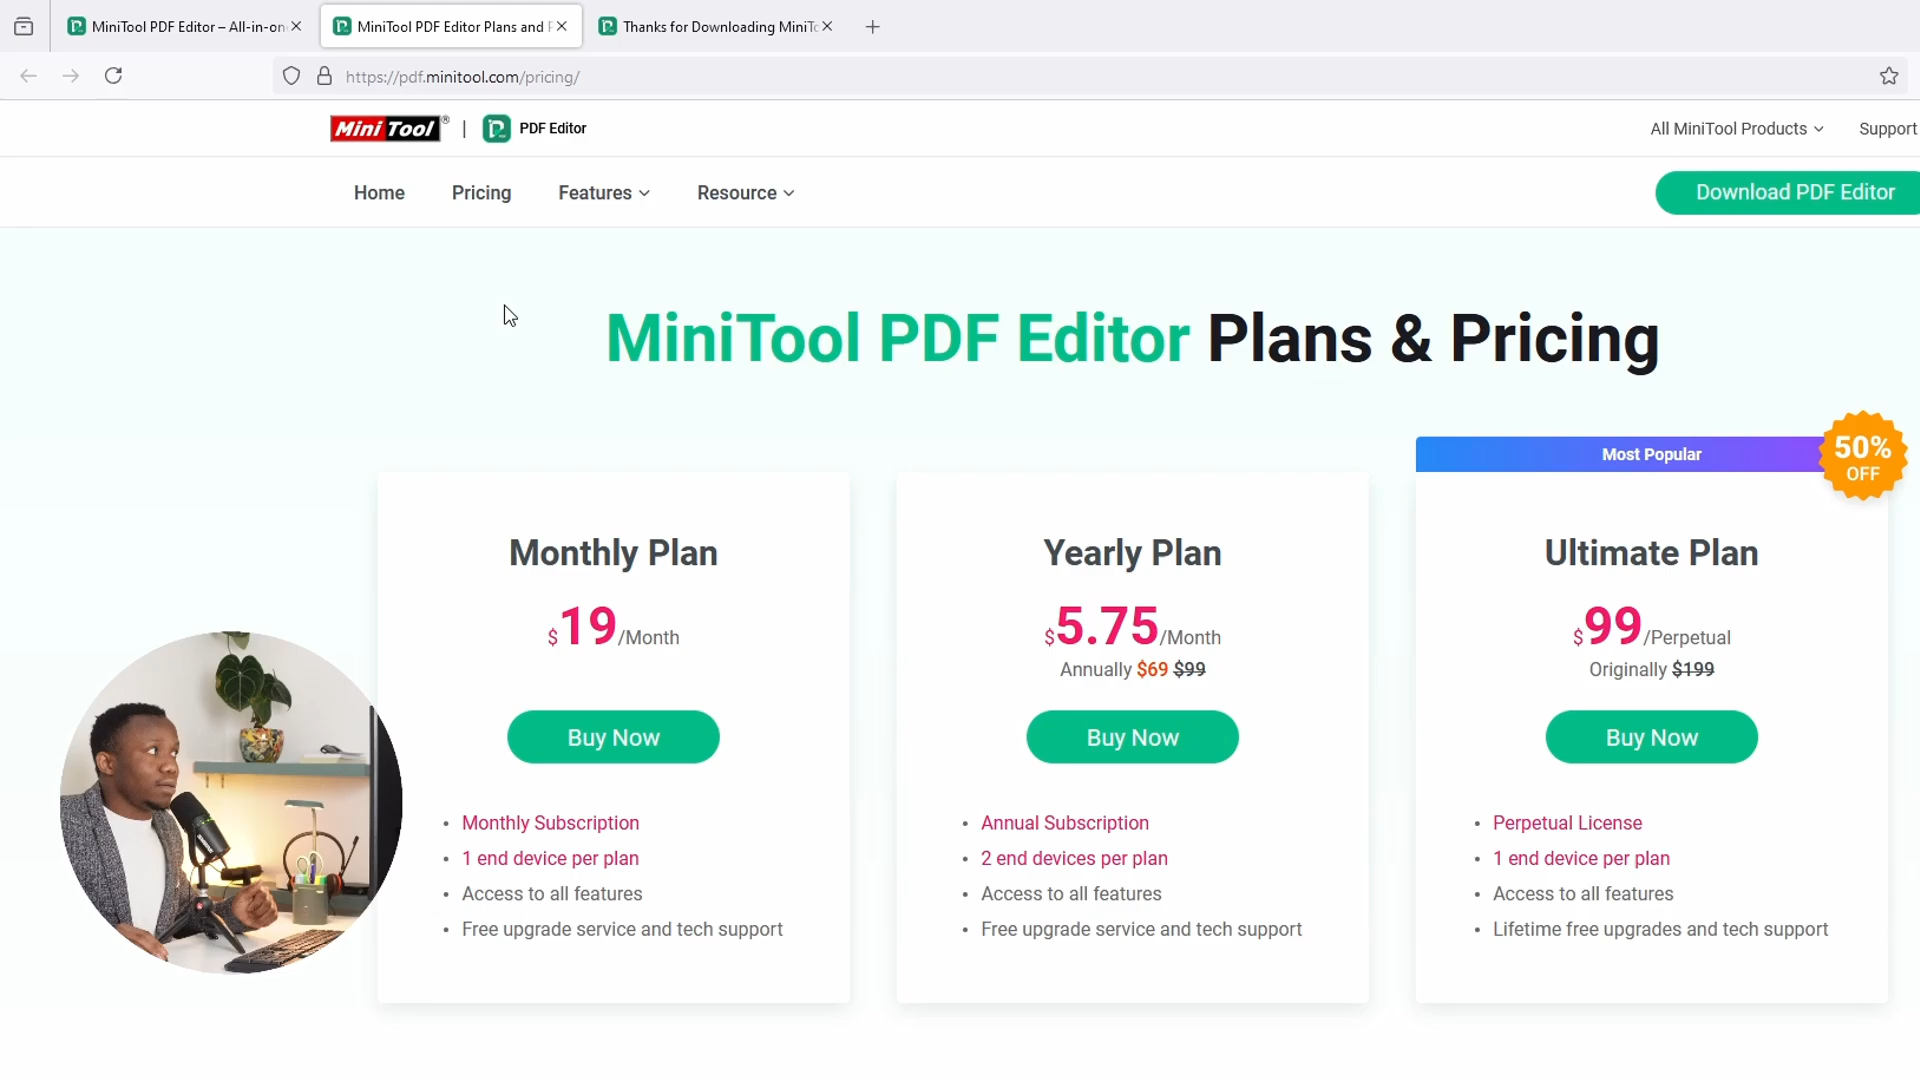 MiniTool PDF Editor – All-in-on
MiniTool PDF Editor Plans and P
Thanks for Downloading MiniTo
https://pdf.minitool.com/pricing/
Mini Tool® | PDF Editor
All MiniTool Products
Support
Home
Pricing
Features
Resource
Download PDF Editor
MiniTool PDF Editor Plans & Pricing
Monthly Plan
$19/Month
Buy Now
• Monthly Subscription
• 1 end device per plan
• Access to all features
• Free upgrade service and tech support
Yearly Plan
$5.75/Month
Annually $69 $99
Buy Now
• Annual Subscription
• 2 end devices per plan
• Access to all features
• Free upgrade service and tech support
Most Popular
50%
OFF
Ultimate Plan
$99/Perpetual
Originally $199
Buy Now
• Perpetual License
• 1 end device per plan
• Access to all features
• Lifetime free upgrades and tech support